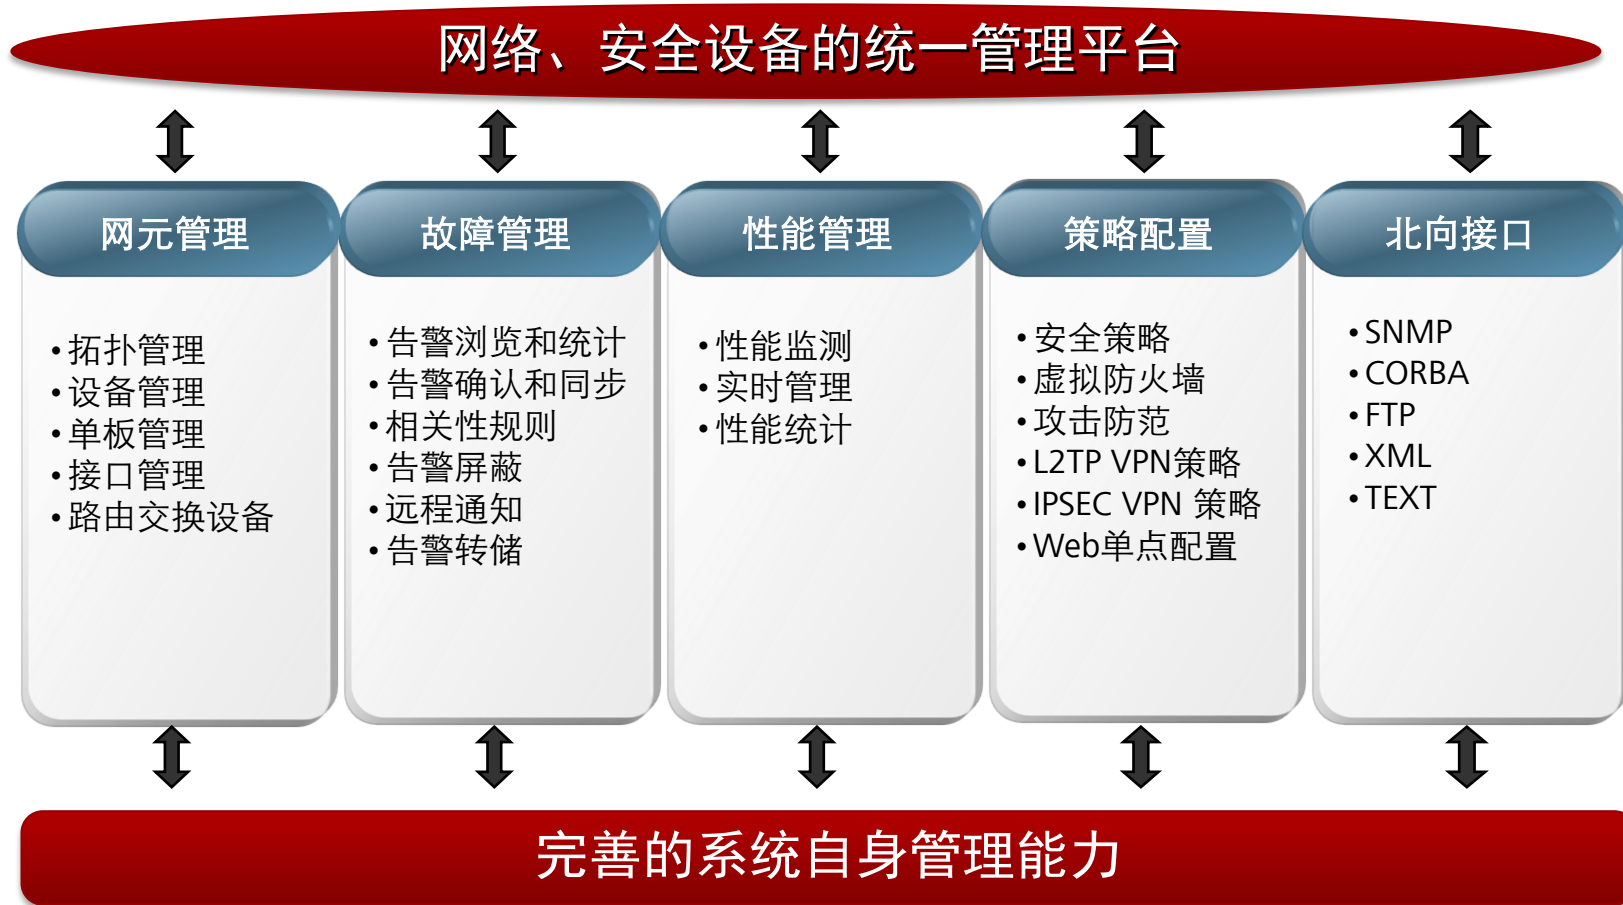 网络、安全设备的统一管理平台
网元管理
•拓扑管理
•设备管理
•单板管理
•接口管理
•路由交换设备
故障管理
•告警浏览和统计
•告警确认和同步
•相关性规则
•告警屏蔽
•远程通知
•告警转储
性能管理
•性能监测
•实时管理
•性能统计
策略配置
•安全策略
•虚拟防火墙
•攻击防范
•L2TP VPN策略
•IPSEC VPN 策略
•Web单点配置
北向接口
•SNMP
•CORBA
•FTP
•XML
•TEXT
完善的系统自身管理能力